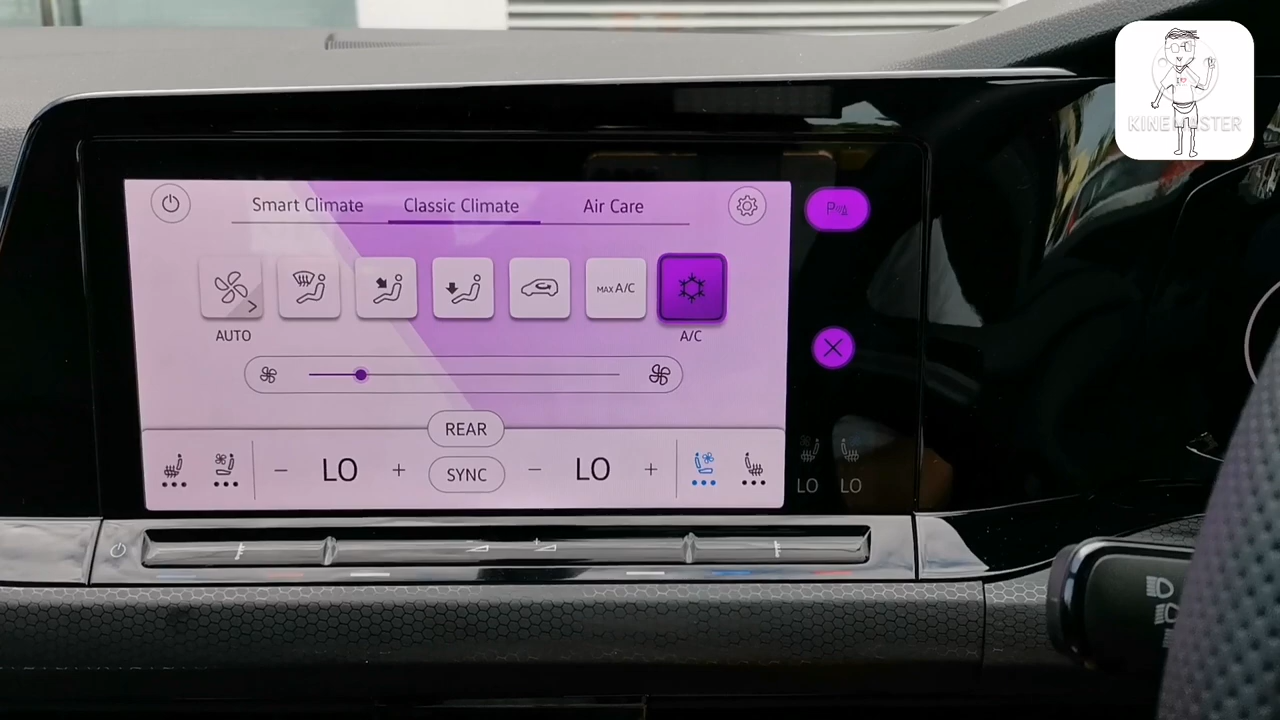 Smart Climate Classic Climate Air Care
MAX A/C
AUTO A/C
REAR
LO LO
SYNC
LO LO
KINEMASTER